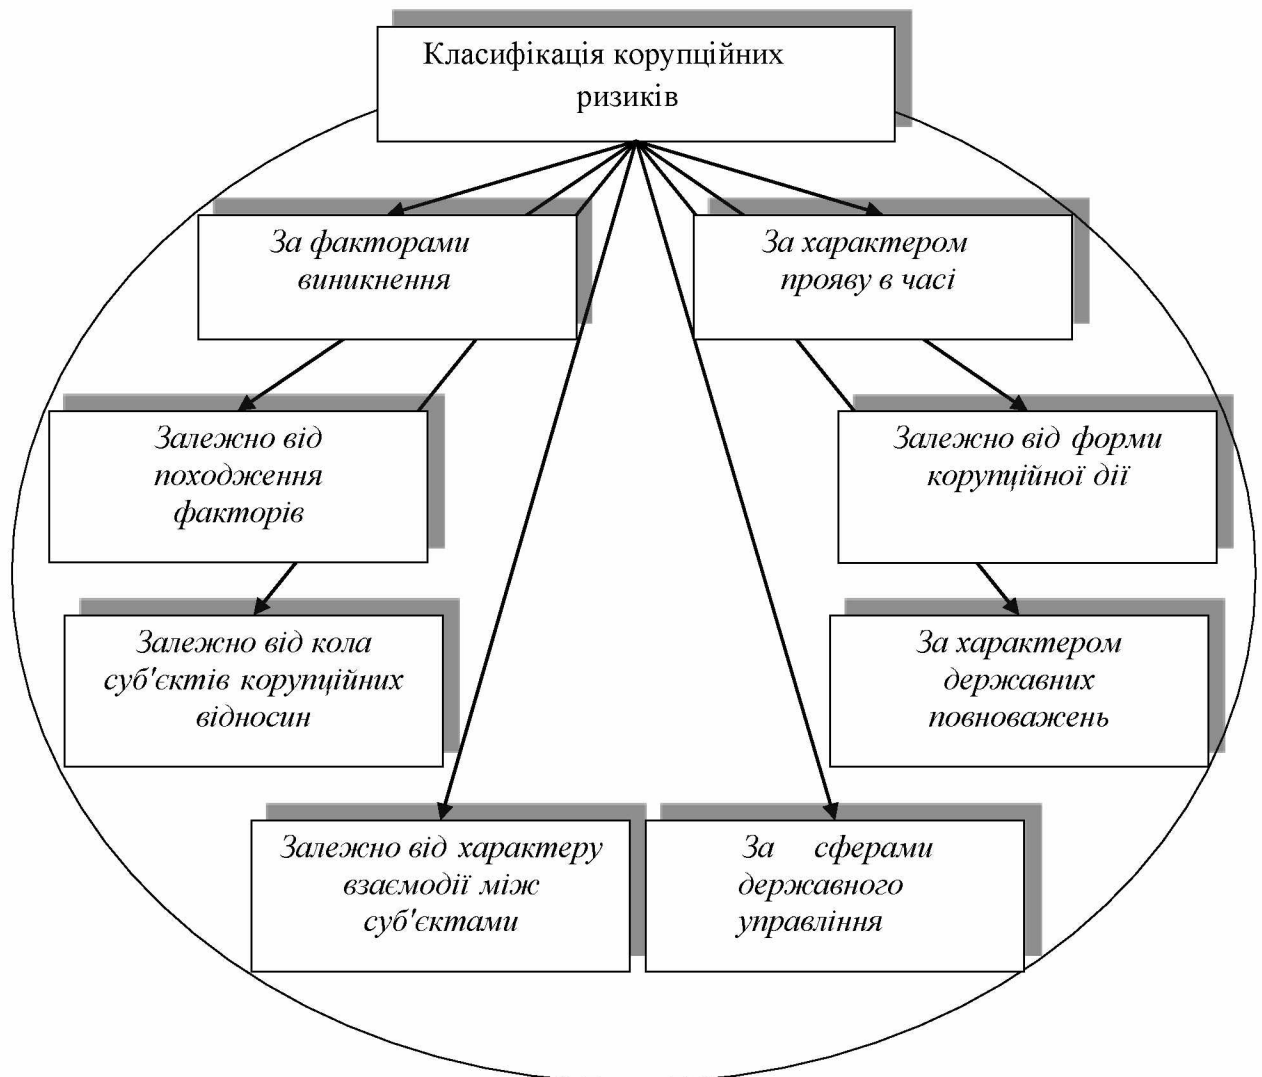 Класифікація корупційних
ризиків
За факторами
виникнення
За характером
прояву в часі
Залежно від
походження
факторів
Залежно від форми
корупційної дії
Залежно від кола
суб'єктів корупційних
відносин
За характером
державних
повноважень
Залежно від характеру
взаємодії між
суб'єктами
За сферами
державного
управління